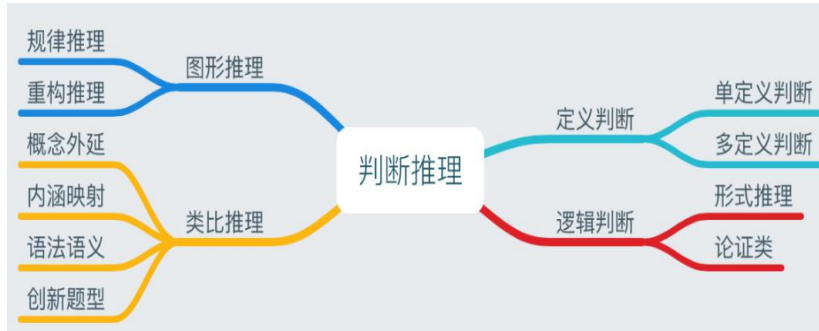 规律推理
重构推理
图形推理
概念外延
内涵映射
语法语义
创新题型
类比推理
判断推理
定义判断
单定义判断
多定义判断
逻辑判断
形式推理
论证类